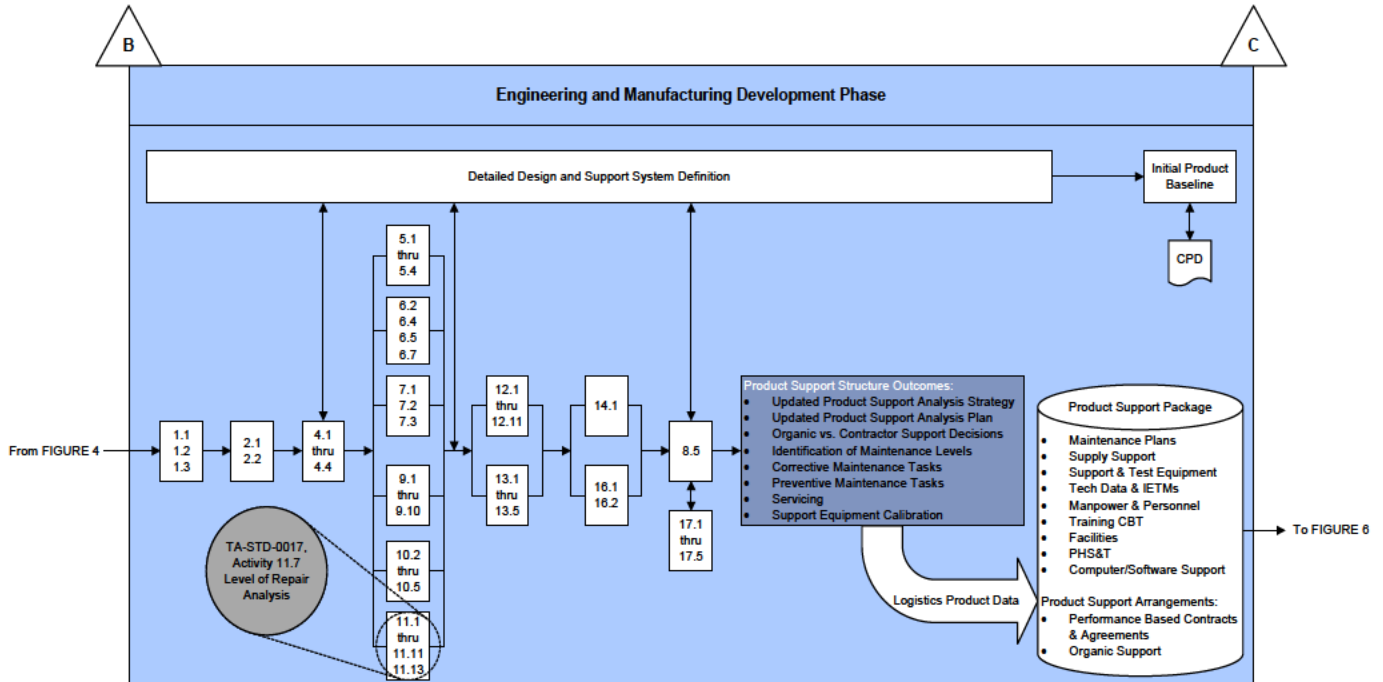 B
C
Engineering and Manufacturing Development Phase
Detailed Design and Support System Definition
Initial Product
Baseline
CPD
5.1
thru
5.4
6.2
6.4
6.5
6.7
7.1
7.2
7.3
9.1
thru
9.10
10.2
thru
10.5
11.1
thru
11.11
11.13
From FIGURE 4
1.1
1.2
1.3
2.1
2.2
4.1
thru
4.4
TA-STD-0017,
Activity 11.7
Level of Repair
Analysis
12.1
thru
12.11
13.1
thru
13.5
14.1
16.1
16.2
8.5
17.1
thru
17.5
Product Support Structure Outcomes:
• Updated Product Support Analysis Strategy
• Updated Product Support Analysis Plan
• Organic vs. Contractor Support Decisions
• Identification of Maintenance Levels
• Corrective Maintenance Tasks
• Preventive Maintenance Tasks
• Servicing
• Support Equipment Calibration
Logistics Product Data
Product Support Package
• Maintenance Plans
• Supply Support
• Support & Test Equipment
• Tech Data & IETMs
• Manpower & Personnel
• Training CBT
• Facilities
• PHS&T
• Computer/Software Support
Product Support Arrangements:
• Performance Based Contracts
& Agreements
• Organic Support
To FIGURE 6